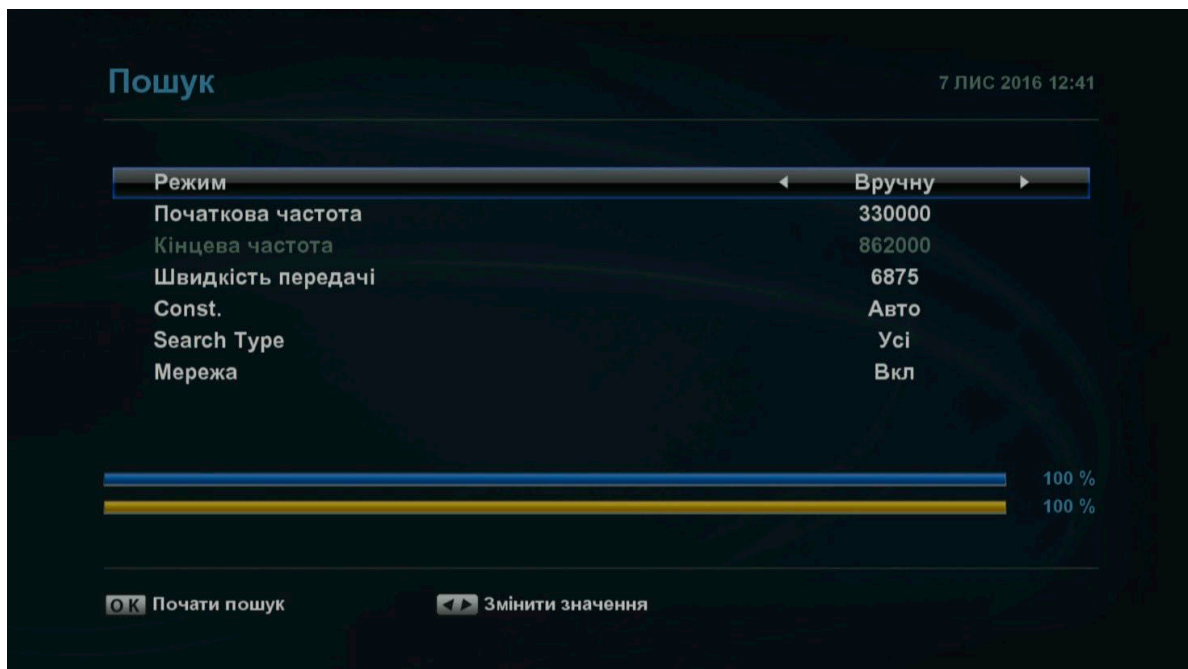 Пошук 7 ЛИС 2016 12:41
Режим Вручну
Початкова частота 330000
Кінцева частота 862000
Швидкість передачі 6875
Const. Авто
Search Type Усі
Мережа Вкл
100 %
100 %
OK Почати пошук Змінити значення